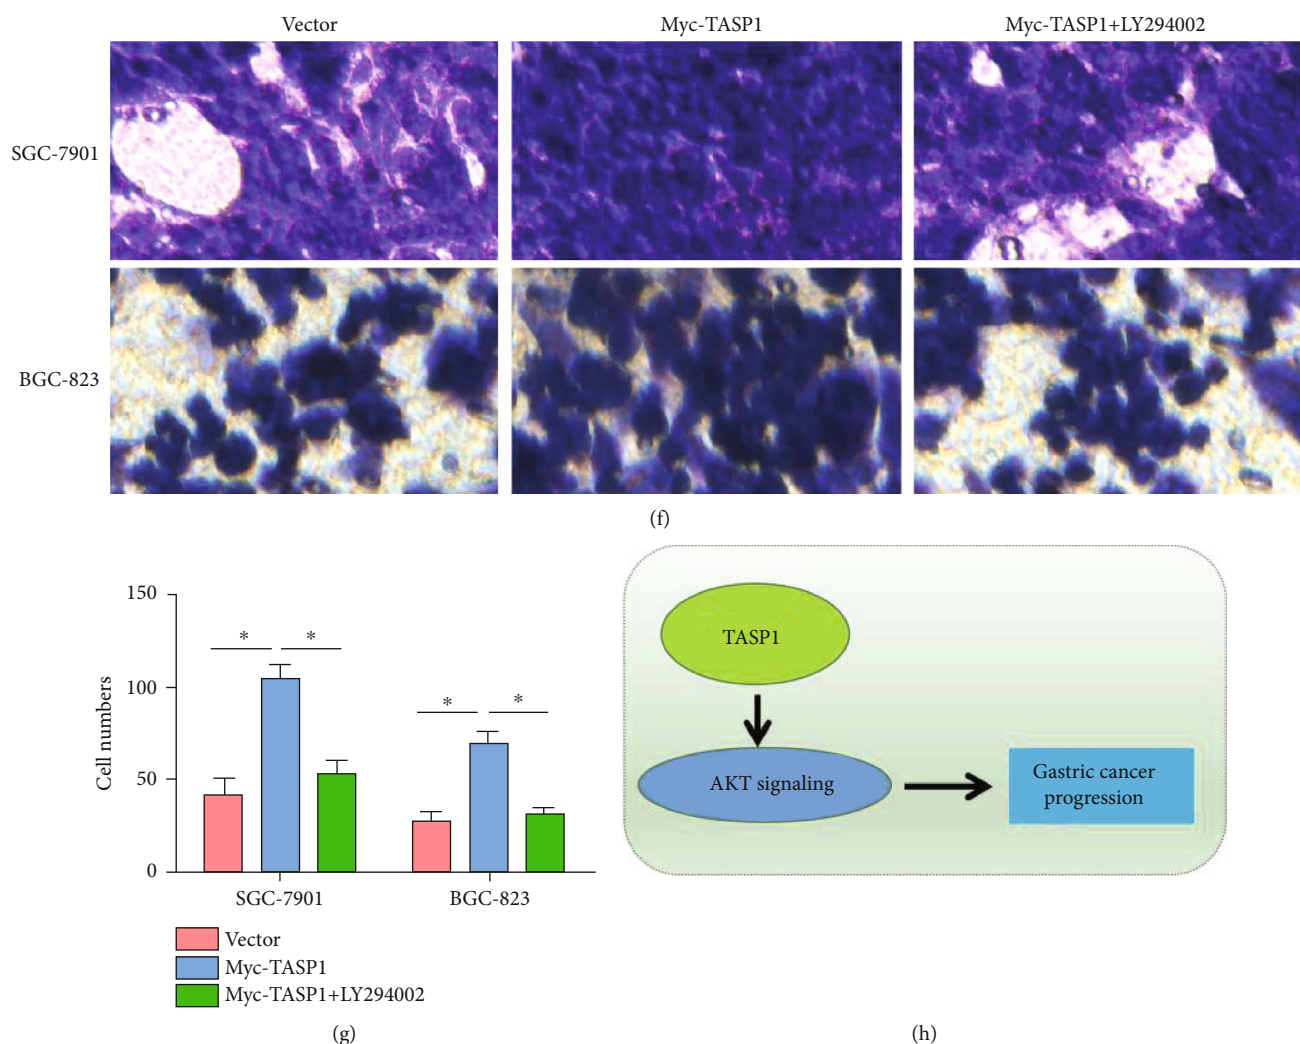 Vector
Myc-TASP1
Myc-TASP1+LY294002
SGC-7901
BGC-823
(f)
150
100
50
0
Cell numbers
*
*
*
*
SGC-7901
BGC-823
Vector
Myc-TASP1
Myc-TASP1+LY294002
(g)
TASP1
AKT signaling
Gastric cancer
progression
(h)